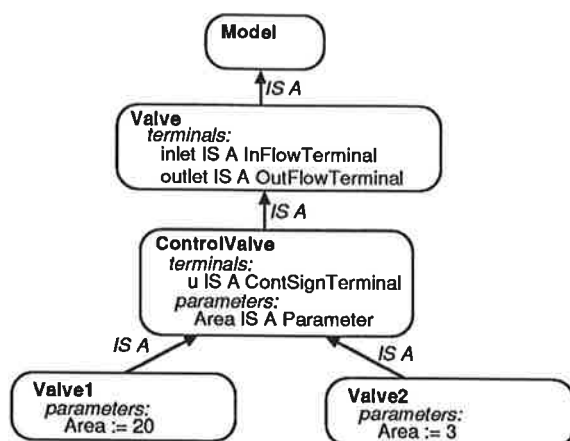 Model
IS A
Valve
terminals:
inlet IS A InFlowTerminal
outlet IS A OutFlowTerminal
IS A
ControlValve
terminals:
u IS A ContSignTerminal
parameters:
Area IS A Parameter
IS A
IS A
Valve1
parameters:
Area := 20
Valve2
parameters:
Area := 3